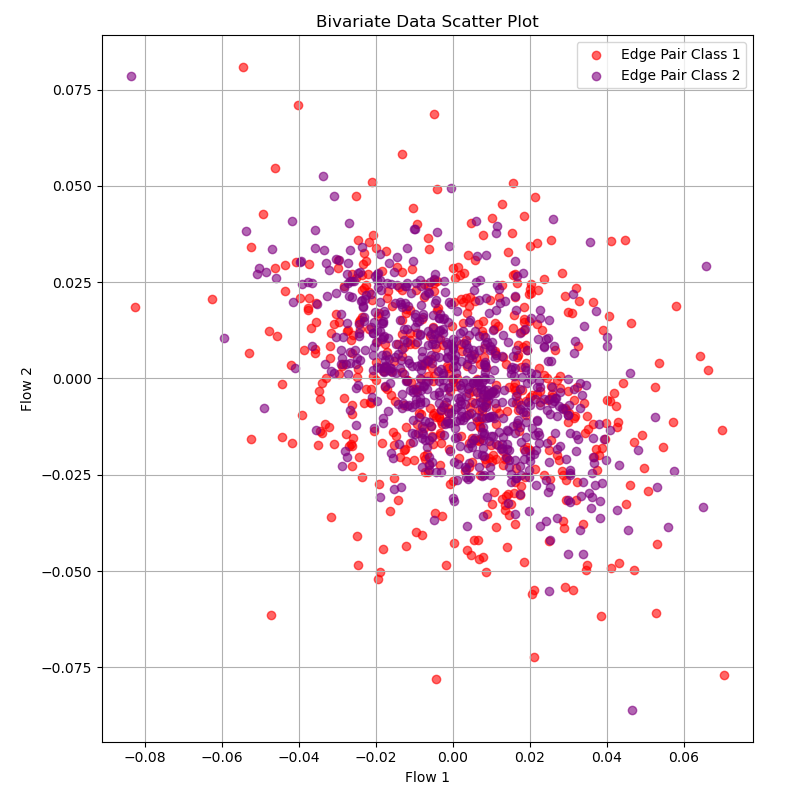 Bivariate Data Scatter Plot
Edge Pair Class 1
Edge Pair Class 2
0.075
0.050
0.025
0.000
−0.025
−0.050
−0.075
Flow 2
−0.08 −0.06 −0.04 −0.02 0.00 0.02 0.04 0.06
Flow 1